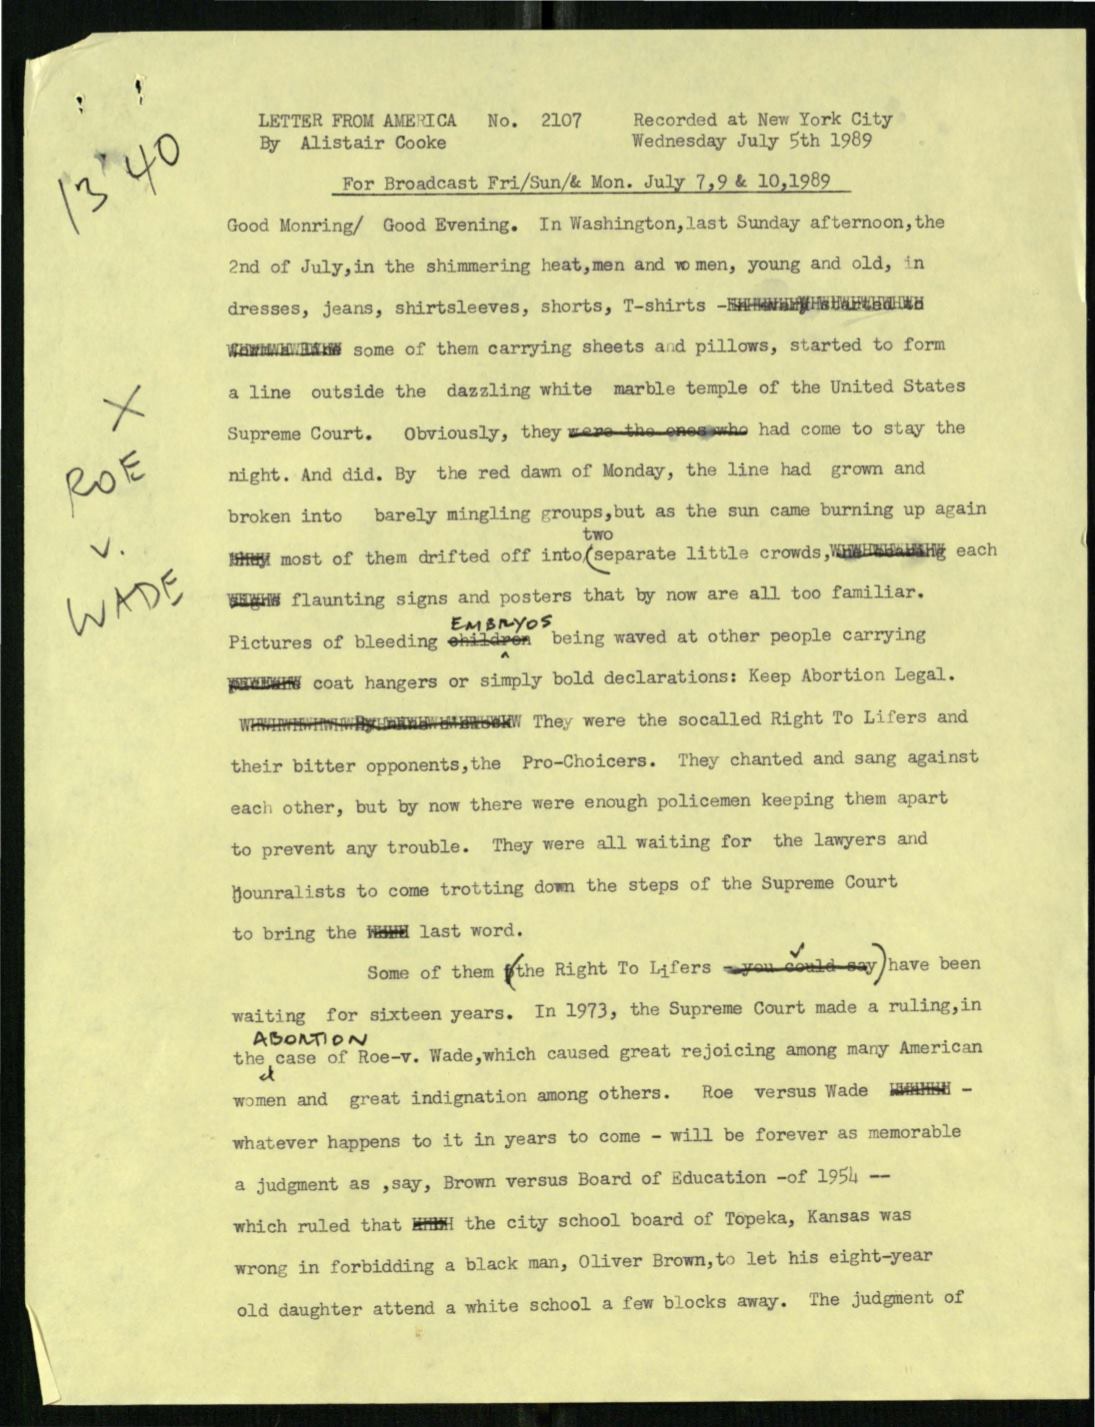 13'40
LETTER FROM AMERICA No. 2107 Recorded at New York City
By Alistair Cooke Wednesday July 5th 1989
For Broadcast Fri/Sun/& Mon. July 7,9 & 10,1989
Good Monring/ Good Evening. In Washington,last Sunday afternoon,the
2nd of July,in the shimmering heat,men and women, young and old, in
dresses, jeans, shirtsleeves, shorts, T-shirts - started to
some of them carrying sheets and pillows, started to form
a line outside the dazzling white marble temple of the United States
X
Supreme Court. Obviously, they were the ones who had come to stay the
ROE
night. And did. By the red dawn of Monday, the line had grown and
broken into barely mingling groups,but as the sun came burning up again
v.
two
most of them drifted off into (separate little crowds, each
WADE
flaunting signs and posters that by now are all too familiar.
EMBRYOS
Pictures of bleeding children being waved at other people carrying
coat hangers or simply bold declarations: Keep Abortion Legal.
They were the socalled Right To Lifers and
their bitter opponents,the Pro-Choicers. They chanted and sang against
each other, but by now there were enough policemen keeping them apart
to prevent any trouble. They were all waiting for the lawyers and
jounralists to come trotting down the steps of the Supreme Court
to bring the last word.
Some of them (the Right To Lifers - you could say) have been
waiting for sixteen years. In 1973, the Supreme Court made a ruling,in
ABORTION
the case of Roe-v. Wade,which caused great rejoicing among many American
women and great indignation among others. Roe versus Wade -
whatever happens to it in years to come - will be forever as memorable
a judgment as ,say, Brown versus Board of Education -of 1954 --
which ruled that the city school board of Topeka, Kansas was
wrong in forbidding a black man, Oliver Brown,to let his eight-year
old daughter attend a white school a few blocks away. The judgment of